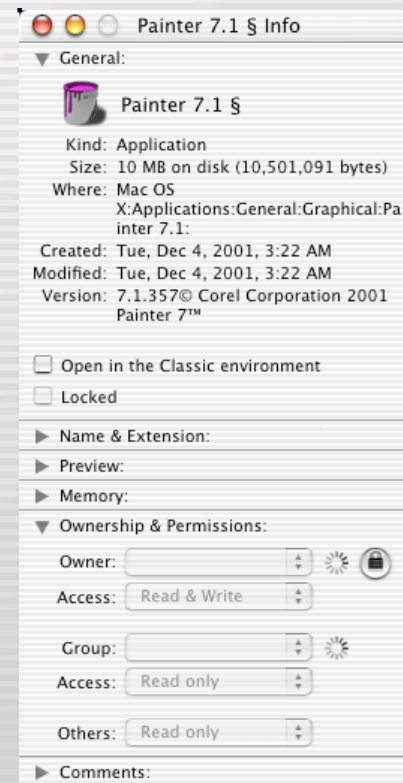 Painter 7.1 § Info
General:
Painter 7.1 §
Kind: Application
Size: 10 MB on disk (10,501,091 bytes)
Where: Mac OS
X:Applications:General:Graphical:Pa
inter 7.1:
Created: Tue, Dec 4, 2001, 3:22 AM
Modified: Tue, Dec 4, 2001, 3:22 AM
Version: 7.1.357© Corel Corporation 2001
Painter 7™
Open in the Classic environment
Locked
Name & Extension:
Preview:
Memory:
Ownership & Permissions:
Owner:
Access: Read & Write
Group:
Access: Read only
Others: Read only
Comments: